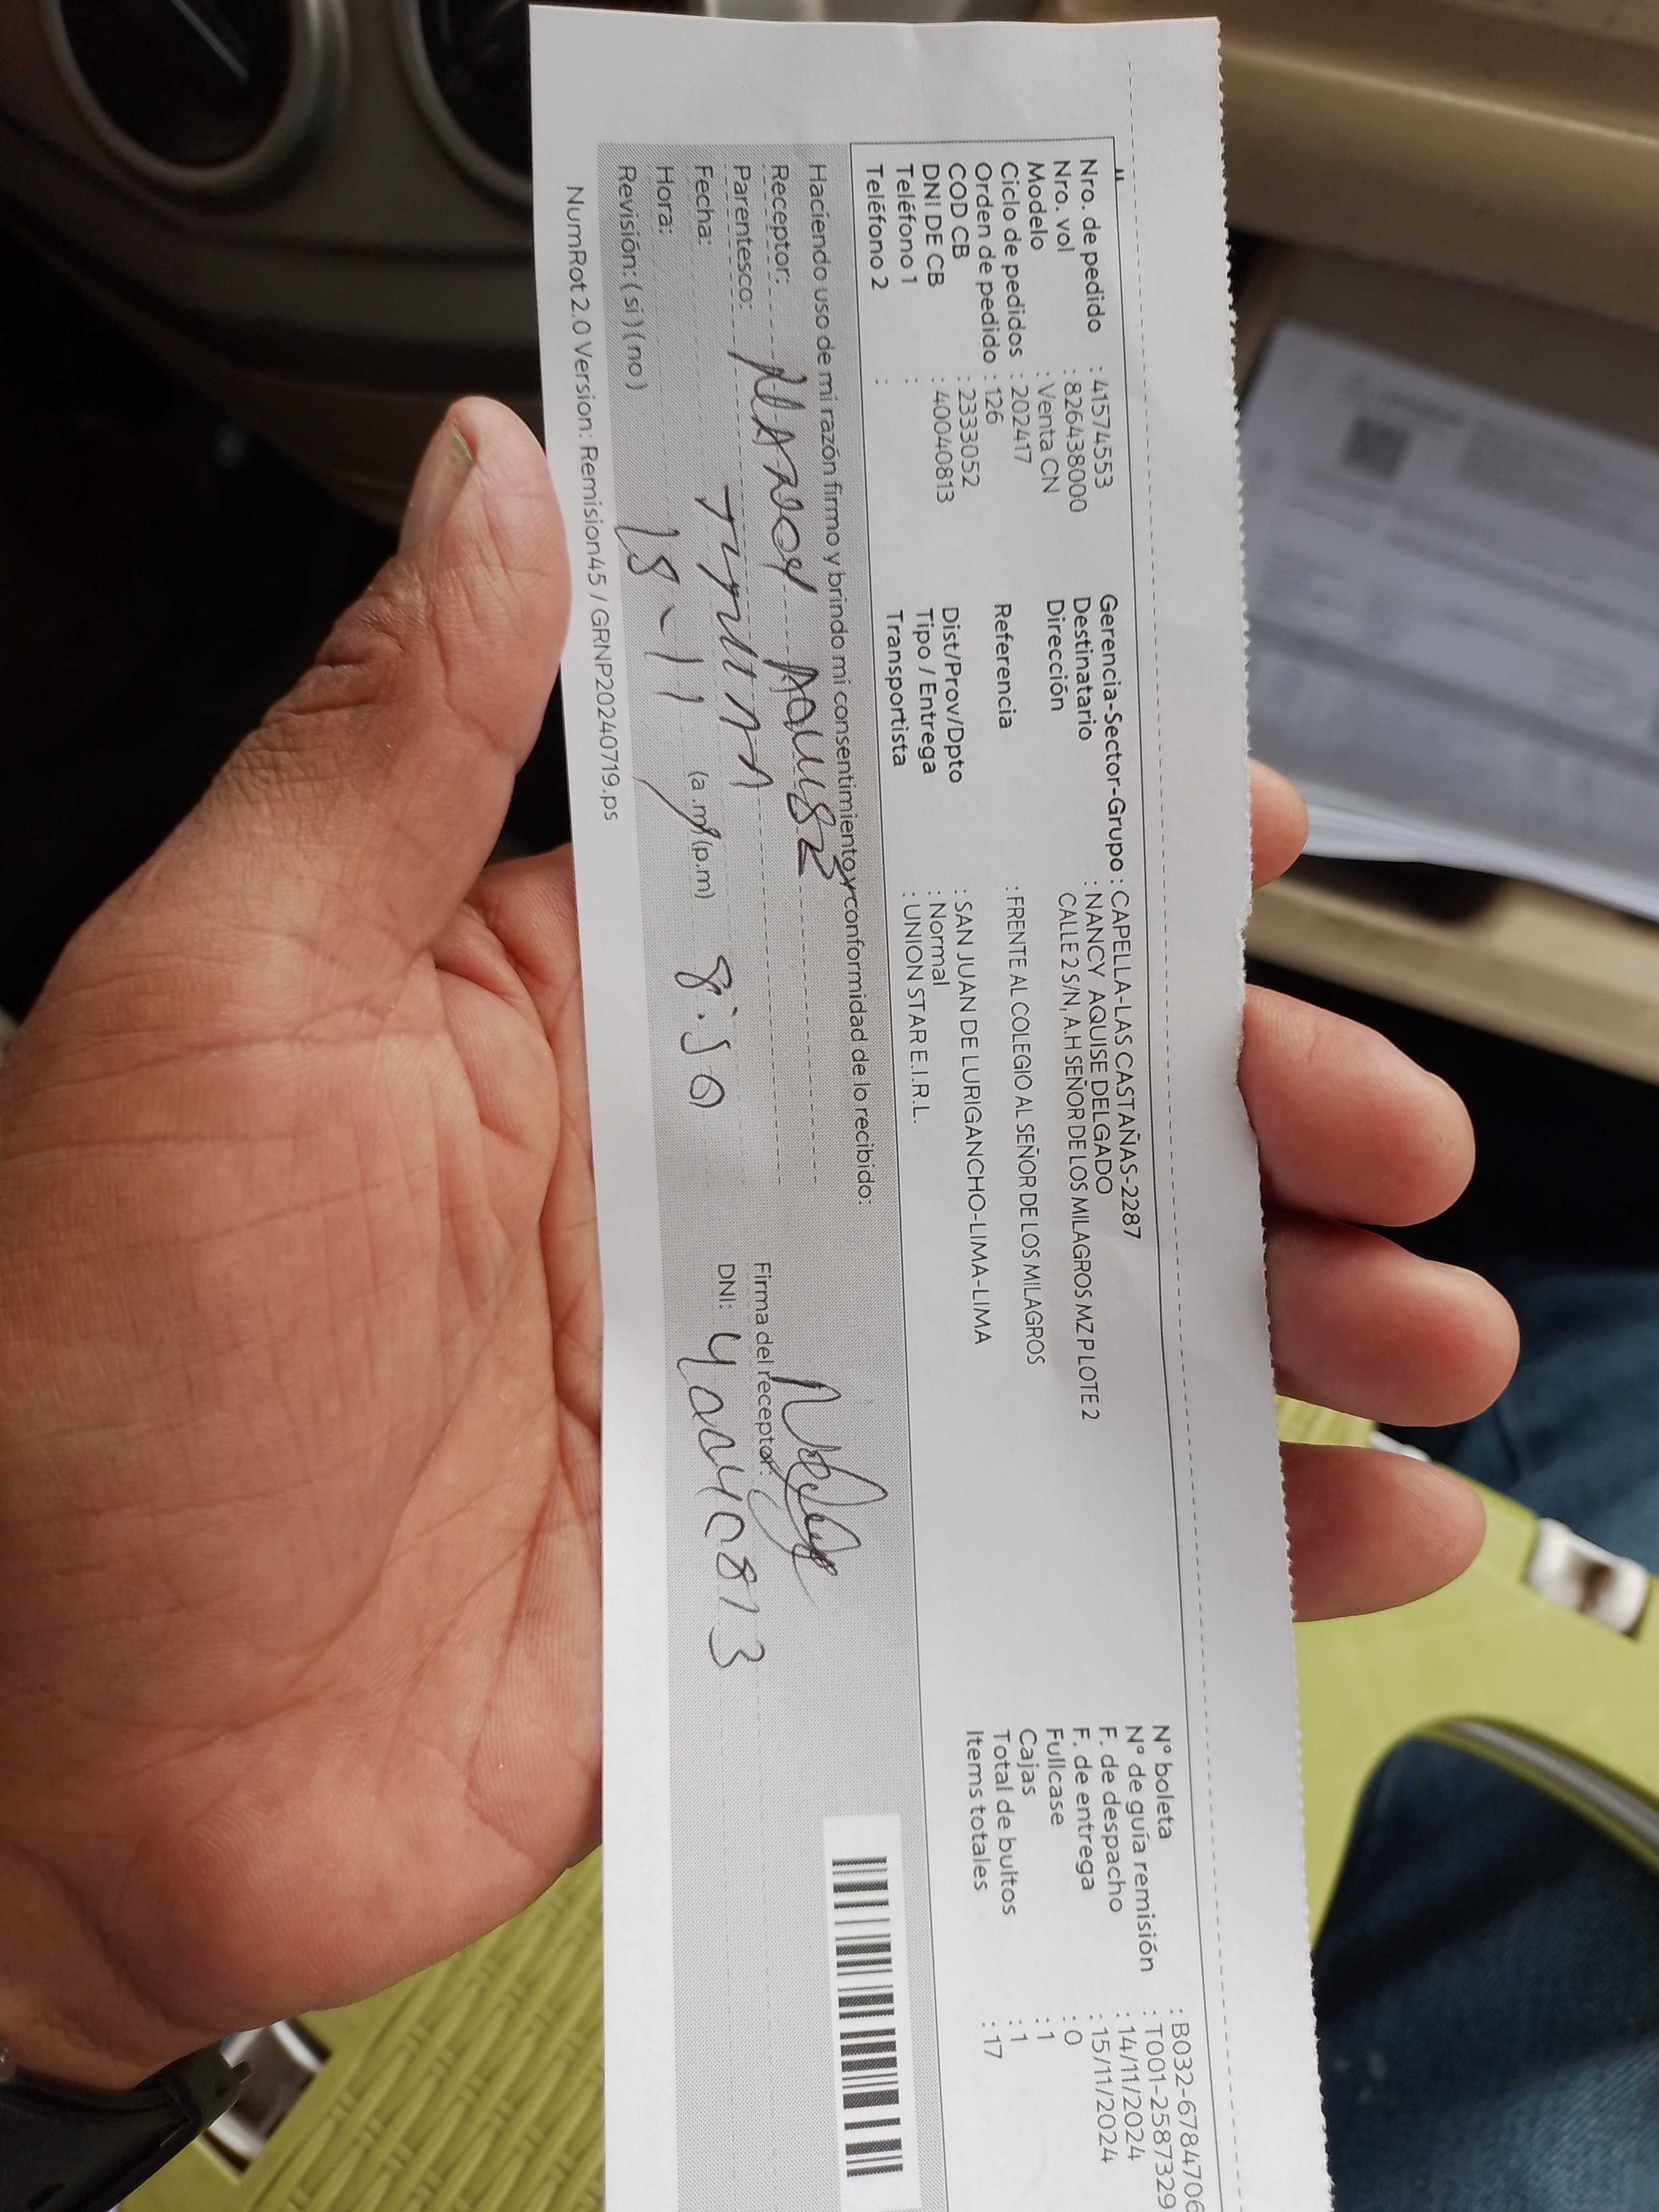 Nro. de pedido : 41574553
Nro. vol : 826438000
Modelo : Venta CN
Ciclo de pedidos : 202417
Orden de pedido : 126
COD CB : 23333052
DNI DE CB : 40040813
Teléfono 1 :
Teléfono 2 :
Gerencia-Sector-Grupo : CAPELLA-LAS CASTAÑAS-2287
Destinatario : NANCY AQUISE DELGADO
Dirección CALLE 2 S/N, A.H SEÑOR DE LOS MILAGROS MZ P LOTE 2
Referencia : FRENTE AL COLEGIO AL SEÑOR DE LOS MILAGROS
Dist/Prov/Dpto : SAN JUAN DE LURIGANCHO-LIMA-LIMA
Tipo / Entrega : Normal
Transportista : UNION STAR E.I.R.L.
N° boleta : B032-6784706
N° de guía remisión : T001-2587329
F. de despacho : 14/11/2024
F. de entrega : 15/11/2024
Fullcase : 0
Cajas : 1
Total de bultos : 1
Items totales : 17
Haciendo uso de mi razón firmo y brindo mi consentimiento y conformidad de lo recibido:
Receptor:
Parentesco:
Fecha:
Hora: 15-11 (a.m) (p.m) 8:50
Revisión: ( si ) ( no )
Firma del receptor:
DNI: 40040813
NumRot 2.0 Version: Remision45 / GRNP20240719.ps